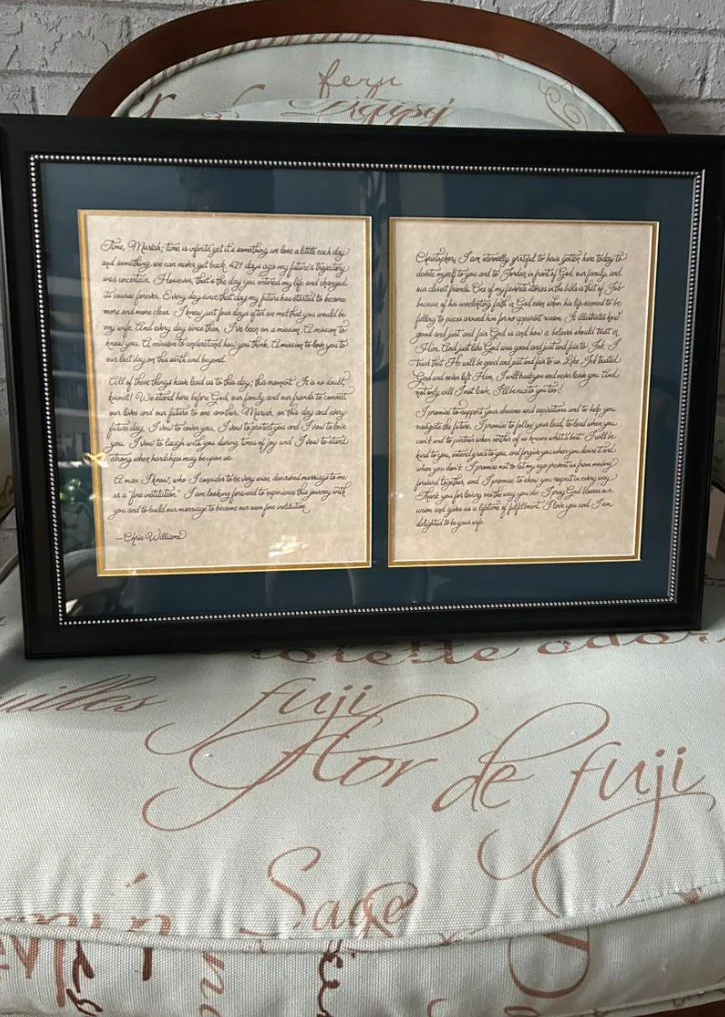 feru
Time, Mariah; time is infinite yet it's something we lose a little each day
and something we can never get back. 421 days ago my future's trajectory
was uncertain. However, that is the day you entered my life and changed
its course forever. Every day since that day my future has started to become
more and more clear. I knew just four days after we met that you would be
my wife. And every day since then, I've been on a mission. A mission to
know you. A mission to understand how you think. A mission to love you to
our last day on this earth and beyond.
All of those things have lead us to this day; this moment. It is no doubt,
kismit! We stand here before God, our family and our friends to commit
our lives and our future to one another. Mariah, on this day and every
future day, I vow to cover you, I vow to protect you and I vow to love
you. I vow to laugh with you during times of joy and I vow to stand
strong when hardships may be upon us.
A man I know, who I consider to be very wise, described marriage to me
as a "fine institution." I am looking forward to experience this journey with
you and to build our marriage to become our own fine institution.
—Chris Williams
Christopher, I am eternally grateful to have gotten here today to
devote myself to you and to Jordan in front of God, our family, and
our closest friends. One of my favorite stories in the bible is that of Job
because of his unrelenting faith in God even when his life seemed to be
falling to pieces around him for no apparent reason. It illustrates how
good and just and fair God is and how a believer should trust in
Him. And just like God was good and just and fair to Job, I
trust that He will be good and just and fair to us. Like Job trusted
God and never left Him, I will trust you and never leave you. And
not only will I not leave, I'll be nice to you too!
I promise to support your dreams and aspirations and to help you
navigate the future. I promise to follow your lead, to lead when you
can't and to partner when neither of us knows what's best. I will be
kind to you, extend grace to you, and forgive you when you deserve it and
when you don't. I promise not to let my ego prevent us from moving
forward together, and I promise to show you respect in every way.
Thank you for loving me the way you do. I pray God blesses our
union and gives us a lifetime of fulfillment. I love you and I am
delighted to be your wife.
fuji
flor de fuji
Sage